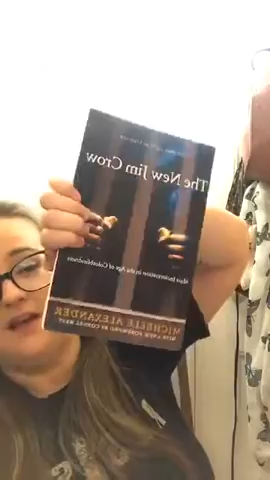 The New Jim Crow
Mass Incarceration in the Age of Colorblindness
MICHELLE ALEXANDER
WITH A NEW FOREWORD BY CORNEL WEST